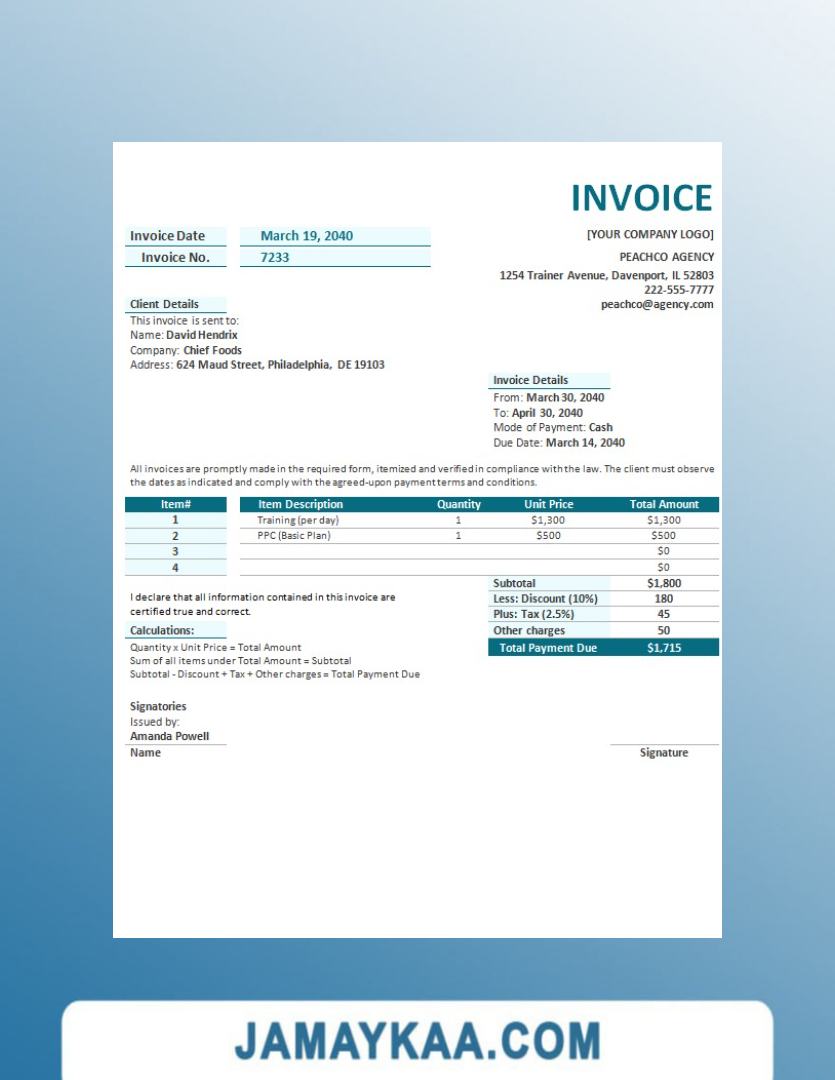 INVOICE
Invoice Date March 19, 2040
Invoice No. 7233
[YOUR COMPANY LOGO]
PEACHCO AGENCY
1254 Trainer Avenue, Davenport, IL 52803
222-555-7777
peachco@agency.com
Client Details
This invoice is sent to:
Name: David Hendrix
Company: Chief Foods
Address: 624 Maud Street, Philadelphia, DE 19103
Invoice Details
From: March 30, 2040
To: April 30, 2040
Mode of Payment: Cash
Due Date: March 14, 2040
All invoices are promptly made in the required form, itemized and verified in compliance with the law. The client must observe
the dates as indicated and comply with the agreed-upon payment terms and conditions.
Item# Item Description Quantity Unit Price Total Amount
1 Training (per day) 1 $1,300 $1,300
2 PPC (Basic Plan) 1 $500 $500
3 $0
4 $0
Subtotal $1,800
Less: Discount (10%) 180
Plus: Tax (2.5%) 45
Other charges 50
Total Payment Due $1,715
I declare that all information contained in this invoice are
certified true and correct.
Calculations:
Quantity x Unit Price = Total Amount
Sum of all items under Total Amount = Subtotal
Subtotal - Discount + Tax + Other charges = Total Payment Due
Signatories
Issued by:
Amanda Powell
Name Signature
JAMAYKAA.COM